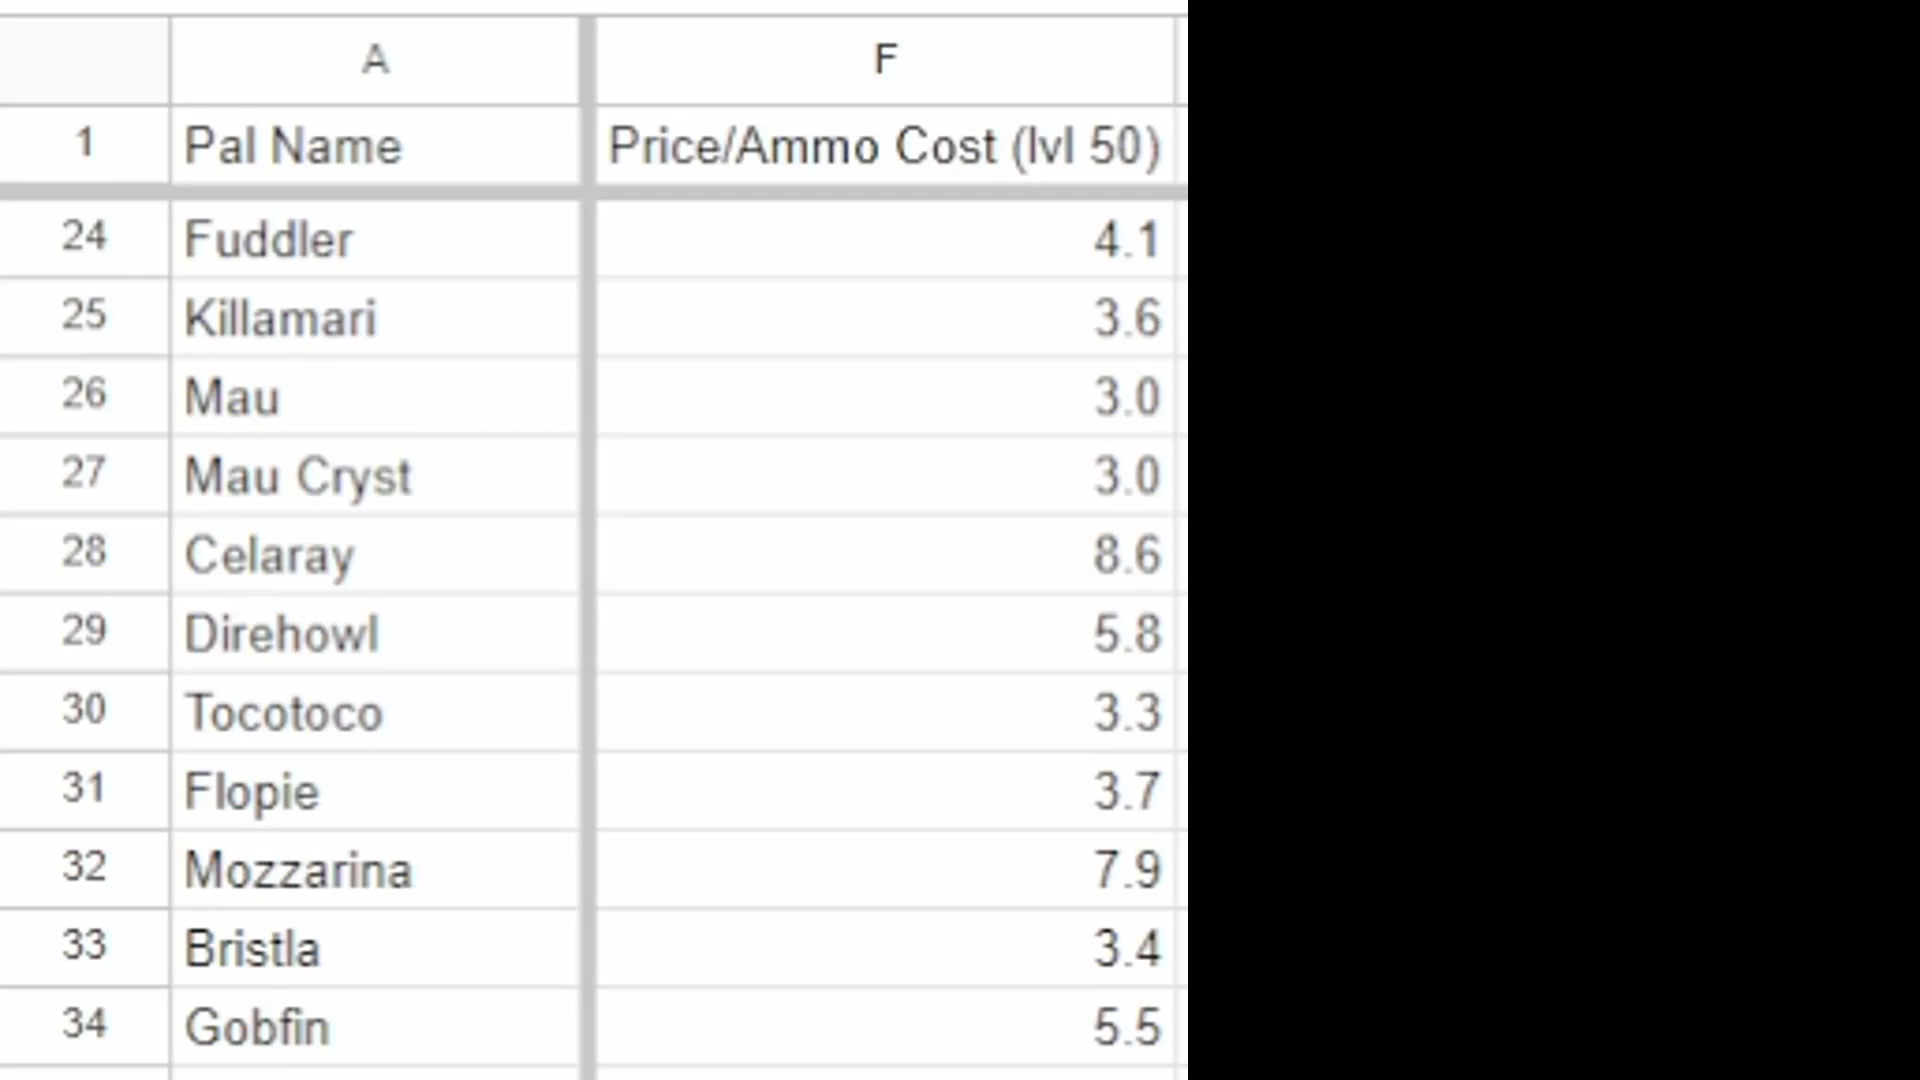 A F
1 Pal Name Price/Ammo Cost (lvl 50)
24 Fuddler 4.1
25 Killamari 3.6
26 Mau 3.0
27 Mau Cryst 3.0
28 Celaray 8.6
29 Direhowl 5.8
30 Tocotoco 3.3
31 Flopie 3.7
32 Mozzarina 7.9
33 Bristla 3.4
34 Gobfin 5.5